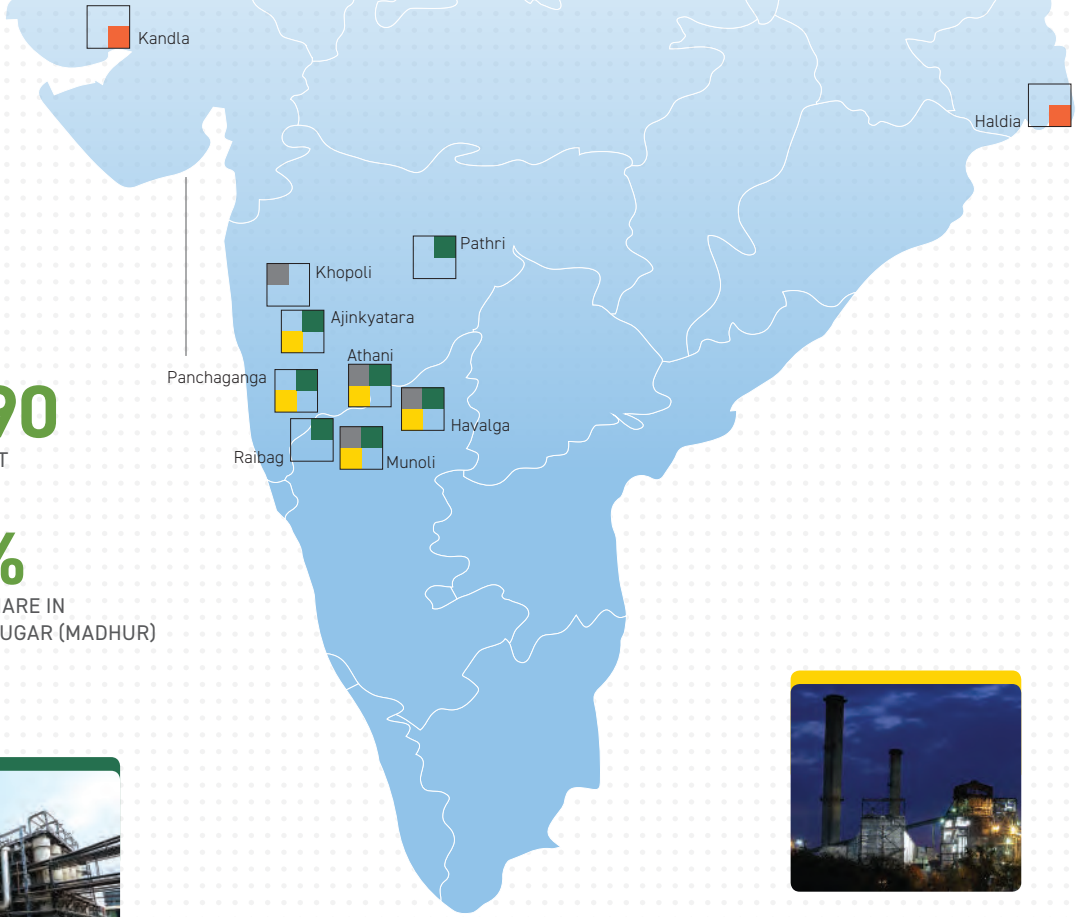 Kandla
Haldia
Pathri
Khopoli
Ajinkyatara
Athani
Panchaganga
Havalga
Raibag
Munoli
90
T
%
ARE IN
UGAR (MADHUR)